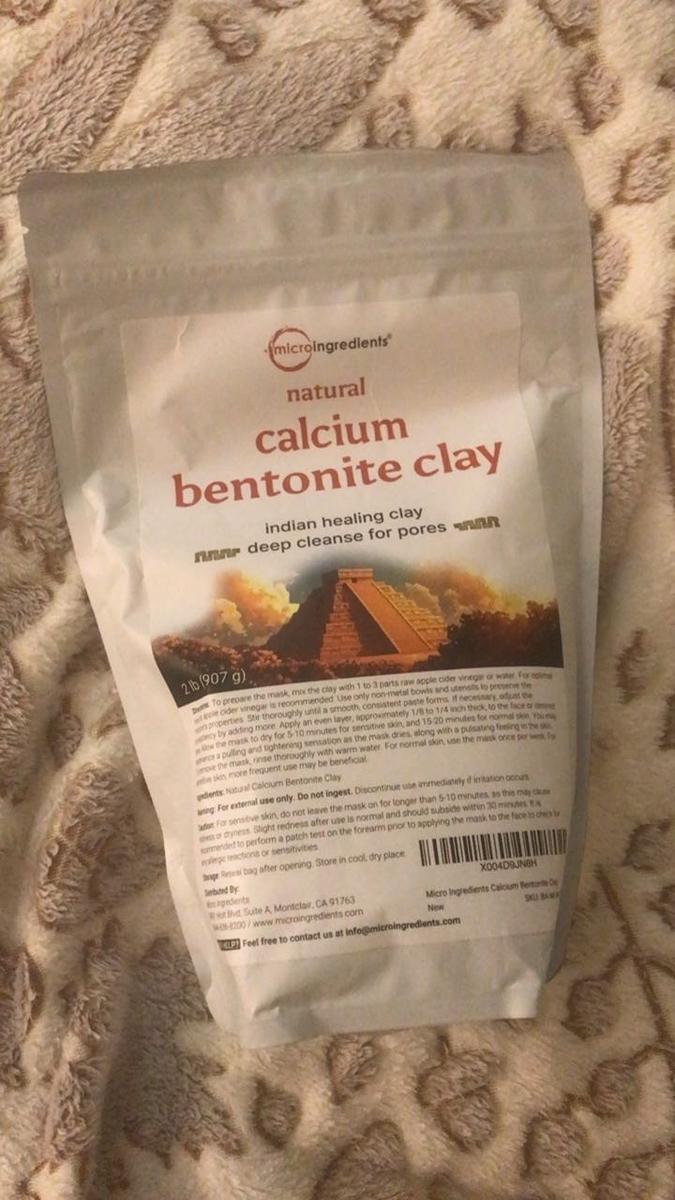 microingredients®
natural
calcium
bentonite clay
indian healing clay
deep cleanse for pores
2 lb (907 g)
To prepare the mask, mix the clay with 1 to 3 parts raw apple cider vinegar or water. For optimal
apple cider vinegar is recommended. Use only non-metal bowls and utensils to preserve the
properties. Stir thoroughly until a smooth, consistent paste forms. If necessary, adjust the
by adding more. Apply an even layer, approximately 1/8 to 1/4 inch thick, to the face or desired
the mask to dry for 5-10 minutes for sensitive skin, and 15-20 minutes for normal skin. You may
a pulling and tightening sensation as the mask dries, along with a pulsating feeling in the skin.
the mask, rinse thoroughly with warm water. For normal skin, use the mask once per week. For
skin, more frequent use may be beneficial.
Natural Calcium Bentonite Clay
For external use only. Do not ingest. Discontinue use immediately if irritation occurs
For sensitive skin, do not leave the mask on for longer than 5-10 minutes, as this may cause
or dryness. Slight redness after use is normal and should subside within 30 minutes. It is
to perform a patch test on the forearm prior to applying the mask to the face to check for
reactions or sensitivities.
Reseal bag after opening. Store in cool, dry place.
By:
X004D9JN8H
Blvd, Suite A, Montclair, CA 91763
Micro Ingredients Calcium Bentonite
/ www.microingredients.com
New
SKU:
Feel free to contact us at info@microingredients.com